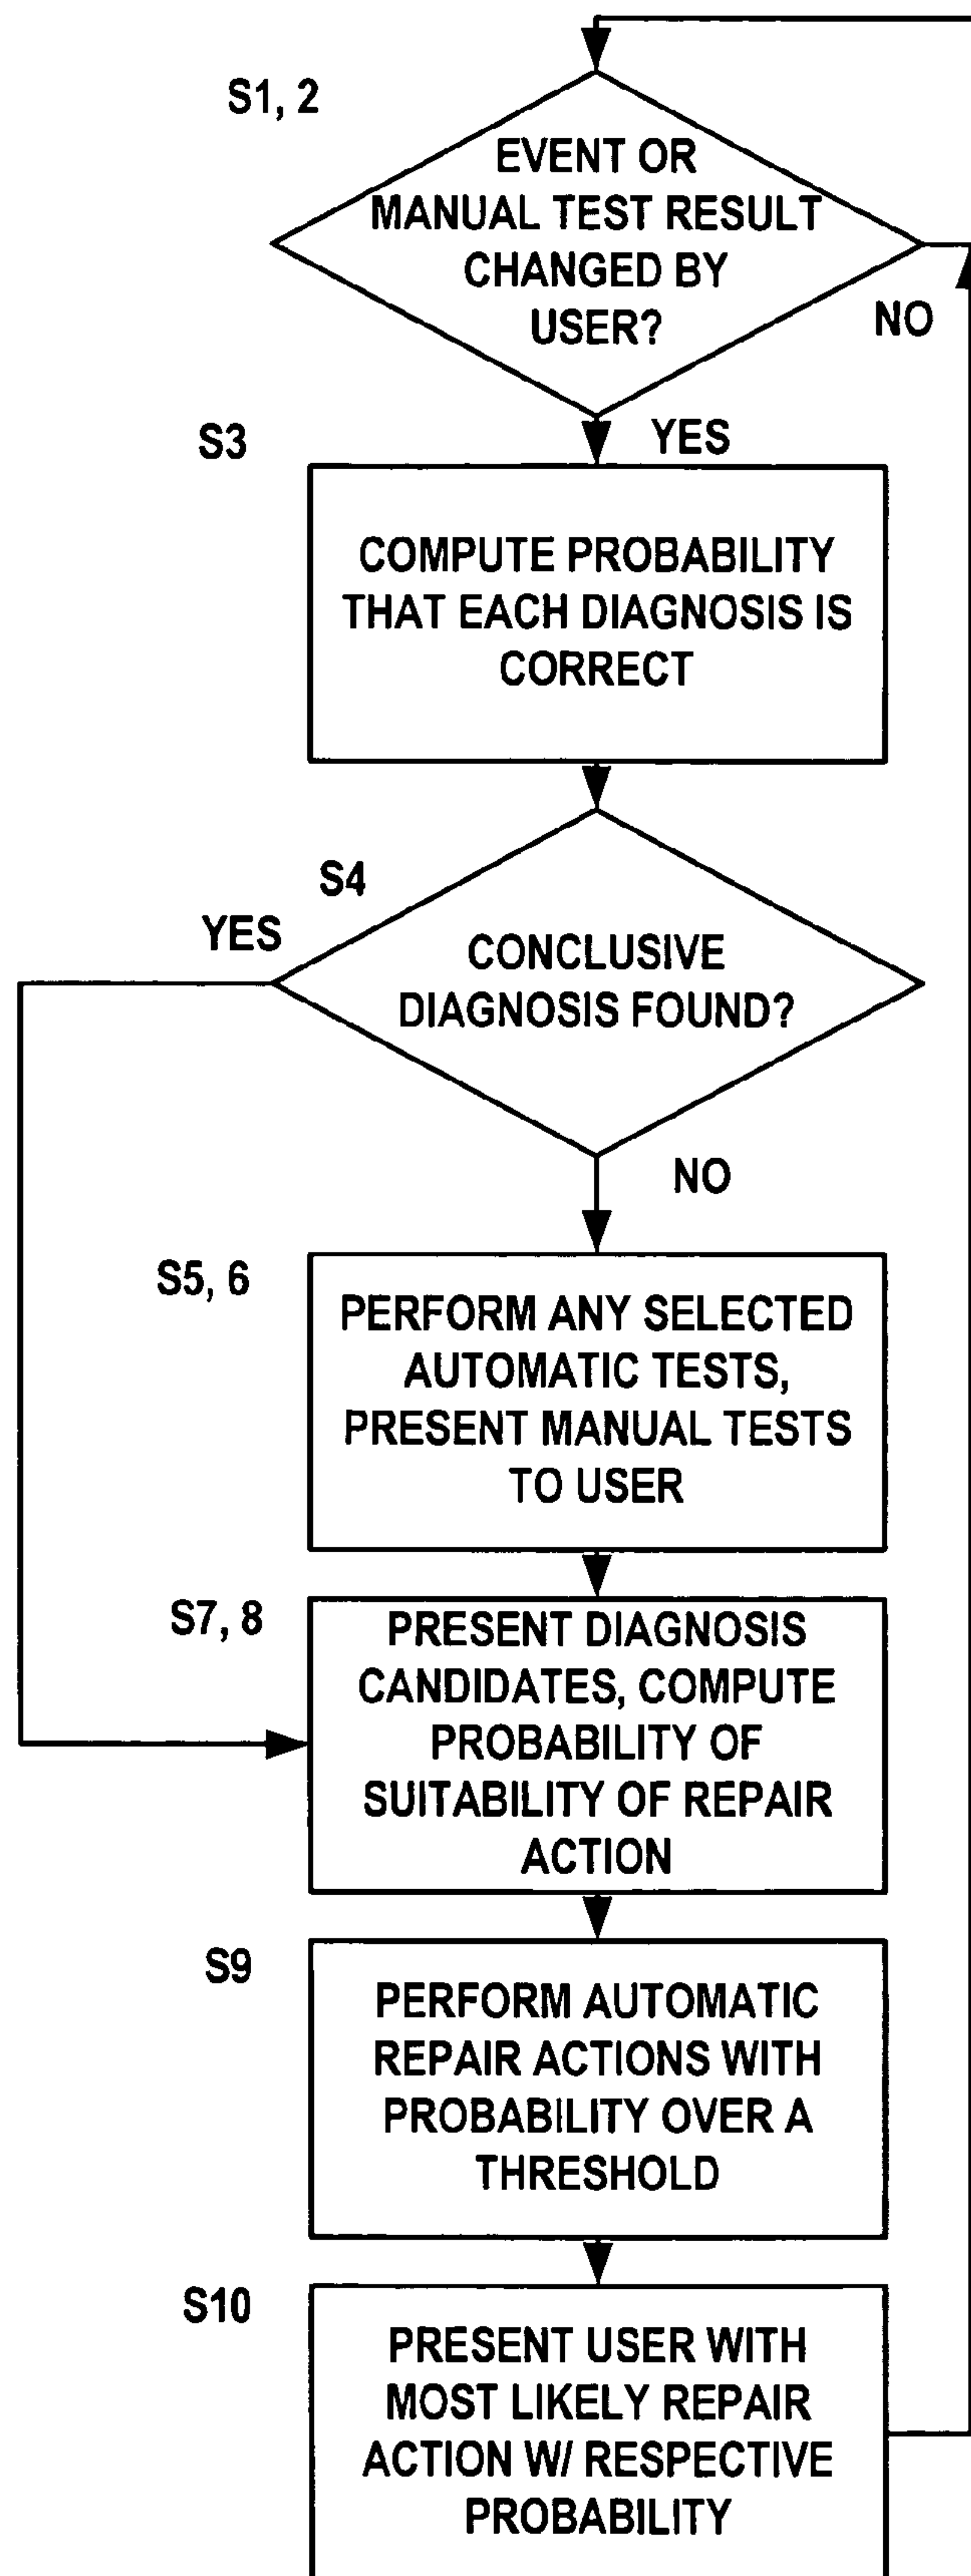 S1, 2
EVENT OR
MANUAL TEST RESULT
CHANGED BY
USER?
NO
YES
S3
COMPUTE PROBABILITY
THAT EACH DIAGNOSIS IS
CORRECT
S4
YES
CONCLUSIVE
DIAGNOSIS FOUND?
NO
S5, 6
PERFORM ANY SELECTED
AUTOMATIC TESTS,
PRESENT MANUAL TESTS
TO USER
S7, 8
PRESENT DIAGNOSIS
CANDIDATES, COMPUTE
PROBABILITY OF
SUITABILITY OF REPAIR
ACTION
S9
PERFORM AUTOMATIC
REPAIR ACTIONS WITH
PROBABILITY OVER A
THRESHOLD
S10
PRESENT USER WITH
MOST LIKELY REPAIR
ACTION W/ RESPECTIVE
PROBABILITY